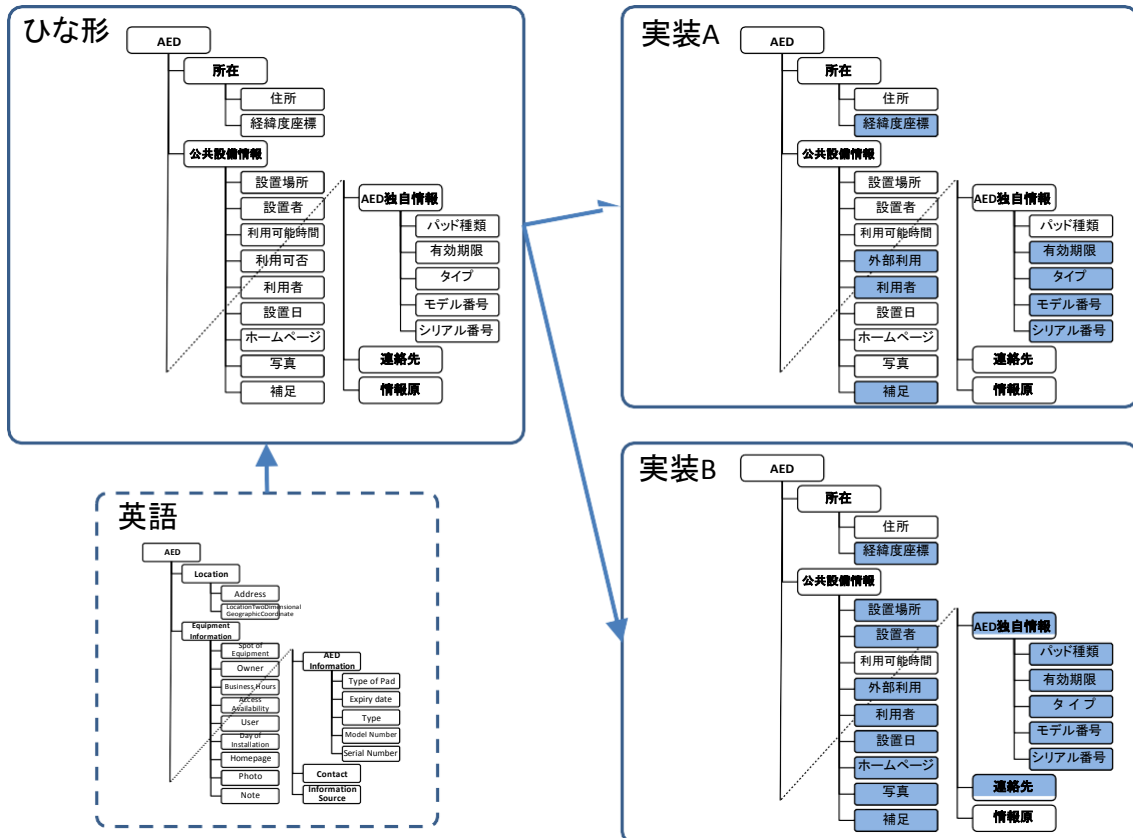 ひな形
AED
所在
住所
経緯度座標
公共設備情報
設置場所
設置者
利用可能時間
利用可否
利用者
設置日
ホームページ
写真
補足
AED独自情報
パッド種類
有効期限
タイプ
モデル番号
シリアル番号
連絡先
情報原
実装A
AED
所在
住所
経緯度座標
公共設備情報
設置場所
設置者
利用可能時間
外部利用
利用者
設置日
ホームページ
写真
補足
AED独自情報
パッド種類
有効期限
タイプ
モデル番号
シリアル番号
連絡先
情報原
英語
AED
Location
Address
LocationTwoDimensional
GeographicCoordinate
Equipment
Information
Spot of
Equipment
Owner
Business Hours
Access
Availability
User
Day of
Installation
Homepage
Photo
Note
AED
Information
Type of Pad
Expiry date
Type
Model Number
Serial Number
Contact
Information
Source
実装B
AED
所在
住所
経緯度座標
公共設備情報
設置場所
設置者
利用可能時間
外部利用
利用者
設置日
ホームページ
写真
補足
AED独自情報
パッド種類
有効期限
タイプ
モデル番号
シリアル番号
連絡先
情報原